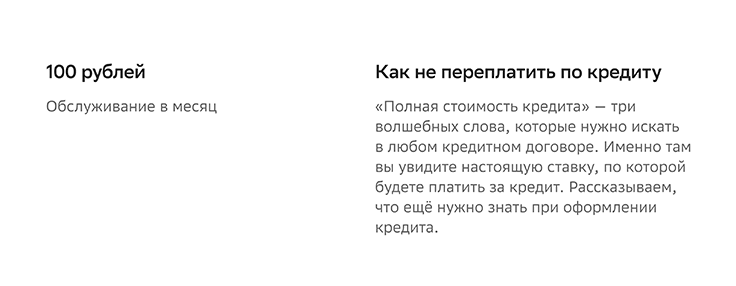 100 рублей
Обслуживание в месяц
Как не переплатить по кредиту
«Полная стоимость кредита» — три
волшебных слова, которые нужно искать
в любом кредитном договоре. Именно там
вы увидите настоящую ставку, по которой
будете платить за кредит. Рассказываем,
что ещё нужно знать при оформлении
кредита.